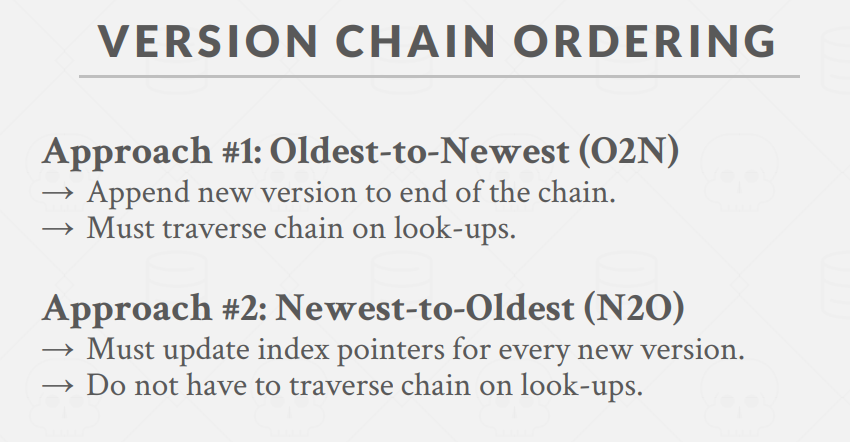 VERSION CHAIN ORDERING
Approach #1: Oldest-to-Newest (O2N)
→ Append new version to end of the chain.
→ Must traverse chain on look-ups.
Approach #2: Newest-to-Oldest (N2O)
→ Must update index pointers for every new version.
→ Do not have to traverse chain on look-ups.